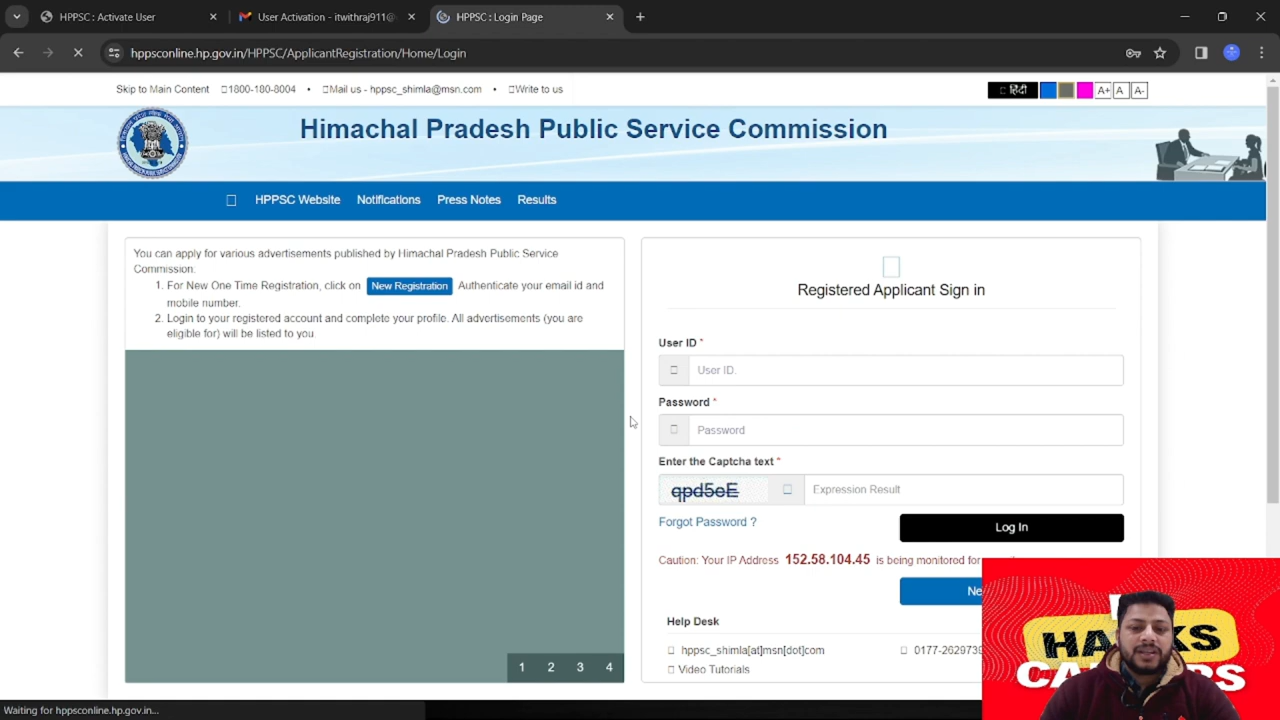 HPPSC : Activate User
User Activation - itwithraj911@
HPPSC : Login Page
hppsconline.hp.gov.in/HPPSC/ApplicantRegistration/Home/Login
Skip to Main Content 1800-180-8004 • Mail us - hppsc_shimla@msn.com • Write to us
हिंदी A+ A A-
Himachal Pradesh Public Service Commission
HPPSC Website Notifications Press Notes Results
You can apply for various advertisements published by Himachal Pradesh Public Service
Commission.
1. For New One Time Registration, click on New Registration Authenticate your email id and
mobile number.
2. Login to your registered account and complete your profile. All advertisements (you are
eligible for) will be listed to you
1 2 3 4
Registered Applicant Sign in
User ID *
User ID.
Password *
Password
Enter the Captcha text *
Expression Result
Forgot Password ?
Log In
Caution: Your IP Address 152.58.104.45 is being monitored for
Ne
Help Desk
hppsc_shimla[at]msn[dot]com
0177-262973
Video Tutorials
Waiting for hppsconline.hp.gov.in...